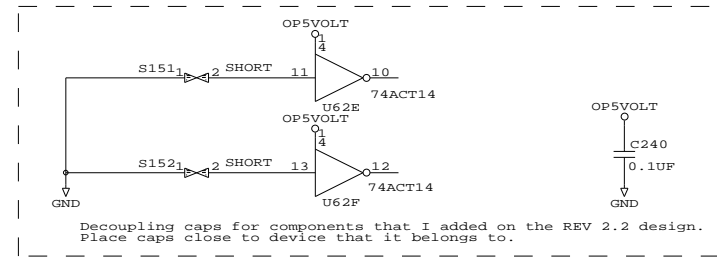 OP5VOLT
1
4
S151 1 2 SHORT 11 10
74ACT14
U62E
OP5VOLT
1
4
S152 1 2 SHORT 13 12
74ACT14
U62F
GND
OP5VOLT
C240
0.1UF
GND
Decoupling caps for components that I added on the REV 2.2 design.
Place caps close to device that it belongs to.